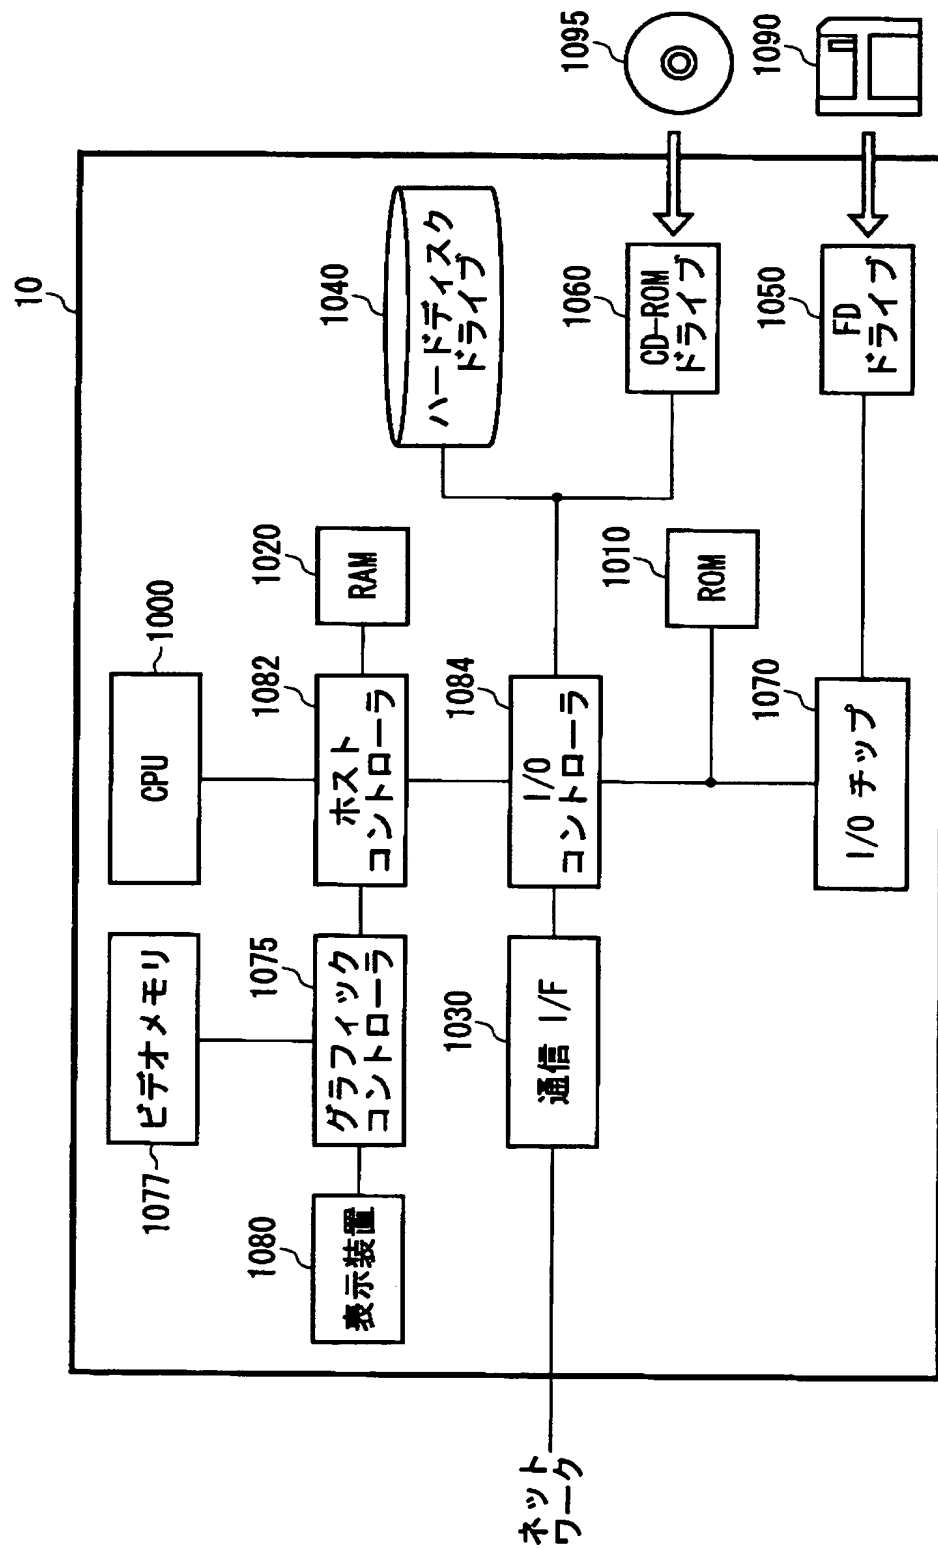 10
CPU
1000
ビデオメモリ
1077
ホスト
コントローラ
1082
RAM
1020
グラフィック
コントローラ
1075
表示装置
1080
ハードディスク
ドライブ
1040
I/O
コントローラ
1084
通信 I/F
1030
ネット
ワーク
CD-ROM
ドライブ
1060
1095
ROM
1010
I/O チップ
1070
FD
ドライブ
1050
1090